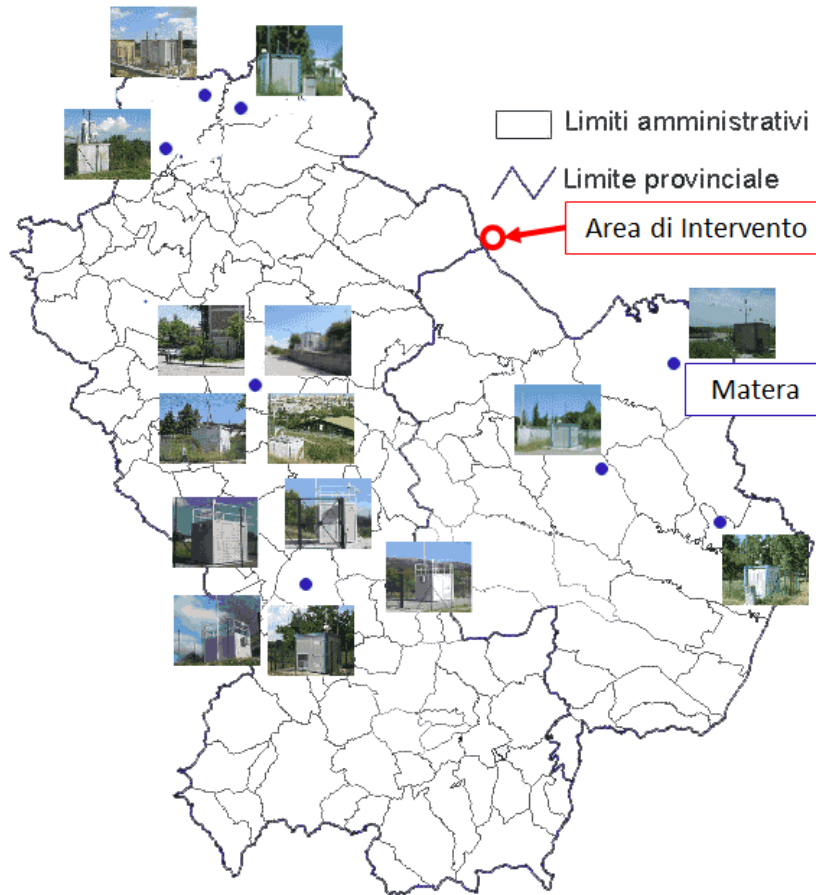 Limiti amministrativi
Limite provinciale
Area di Intervento
Matera